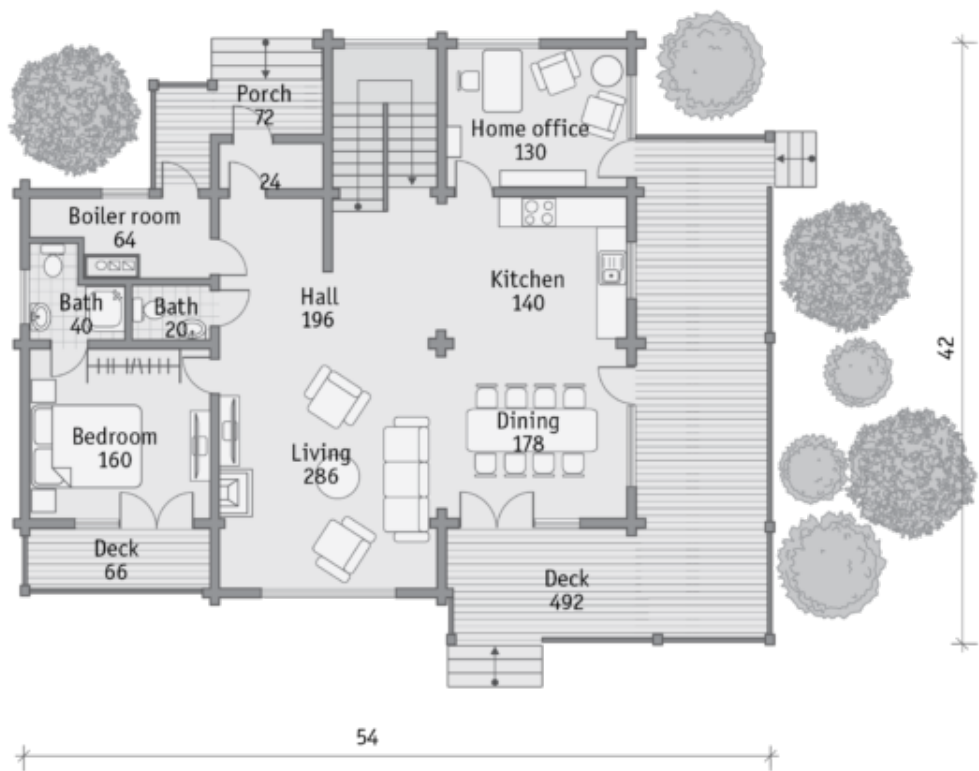 Porch
72
Home office
130
24
Boiler room
64
Bath
40
Bath
20
Hall
196
Kitchen
140
42
Bedroom
160
Living
286
Dining
178
Deck
66
Deck
492
54